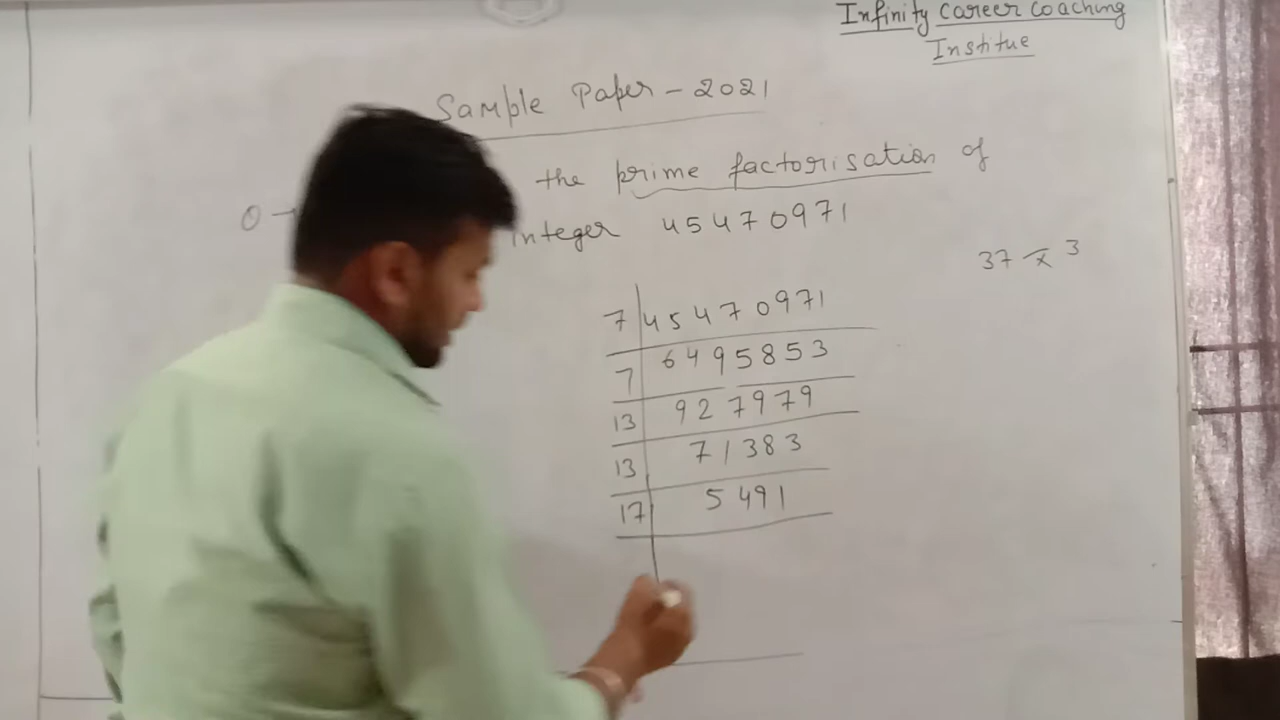 Infinity Career Coaching
Institue
Sample Paper - 2021
the prime factorisation of
integer 45470971
37 x 3
7 45470971
7 6495853
13 927979
13 71383
17 5491